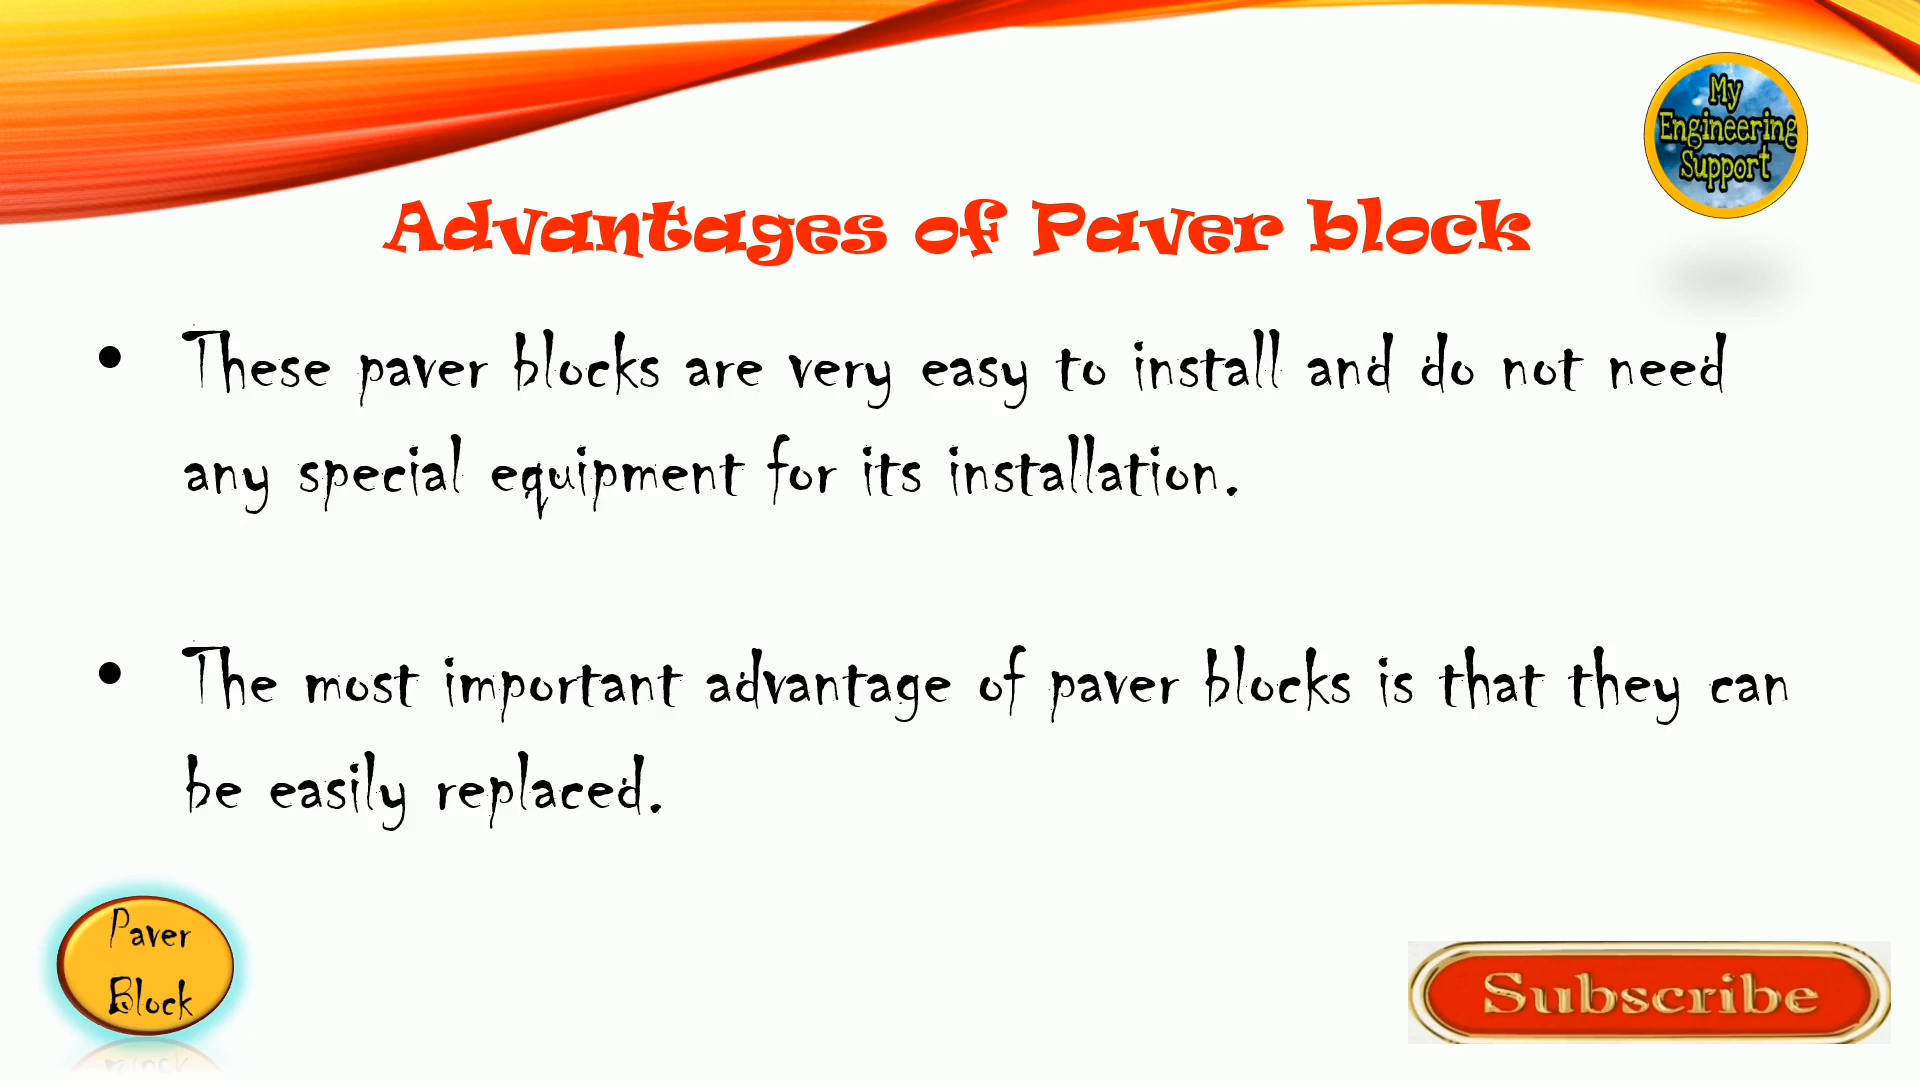 My
Engineering
Support
Advantages of Paver block
• These paver blocks are very easy to install and do not need
any special equipment for its installation.
• The most important advantage of paver blocks is that they can
be easily replaced.
Paver
Block
Subscribe